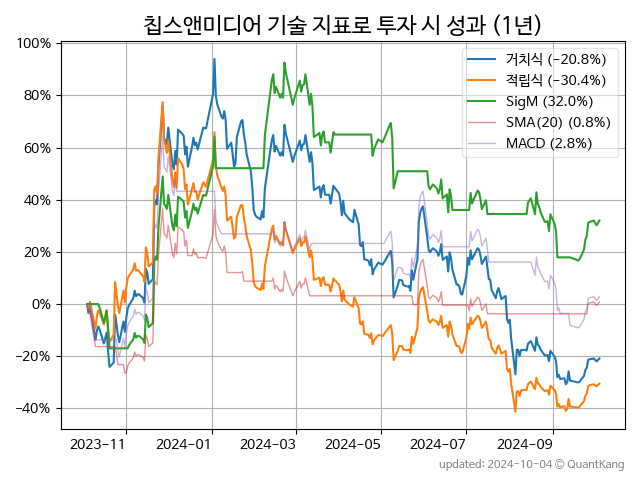 칩스앤미디어 기술 지표로 투자 시 성과 (1년)
100%
80%
60%
40%
20%
0%
−20%
−40%
거치식 (−20.8%)
적립식 (−30.4%)
SigM (32.0%)
SMA(20) (0.8%)
MACD (2.8%)
2023−11
2024−01
2024−03
2024−05
2024−07
2024−09
updated: 2024-10-04 © QuantKang